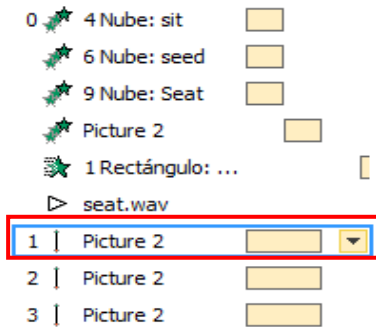 0 4 Nube: sit
6 Nube: seed
9 Nube: Seat
Picture 2
1 Rectángulo: ...
seat.wav
1 Picture 2
2 Picture 2
3 Picture 2